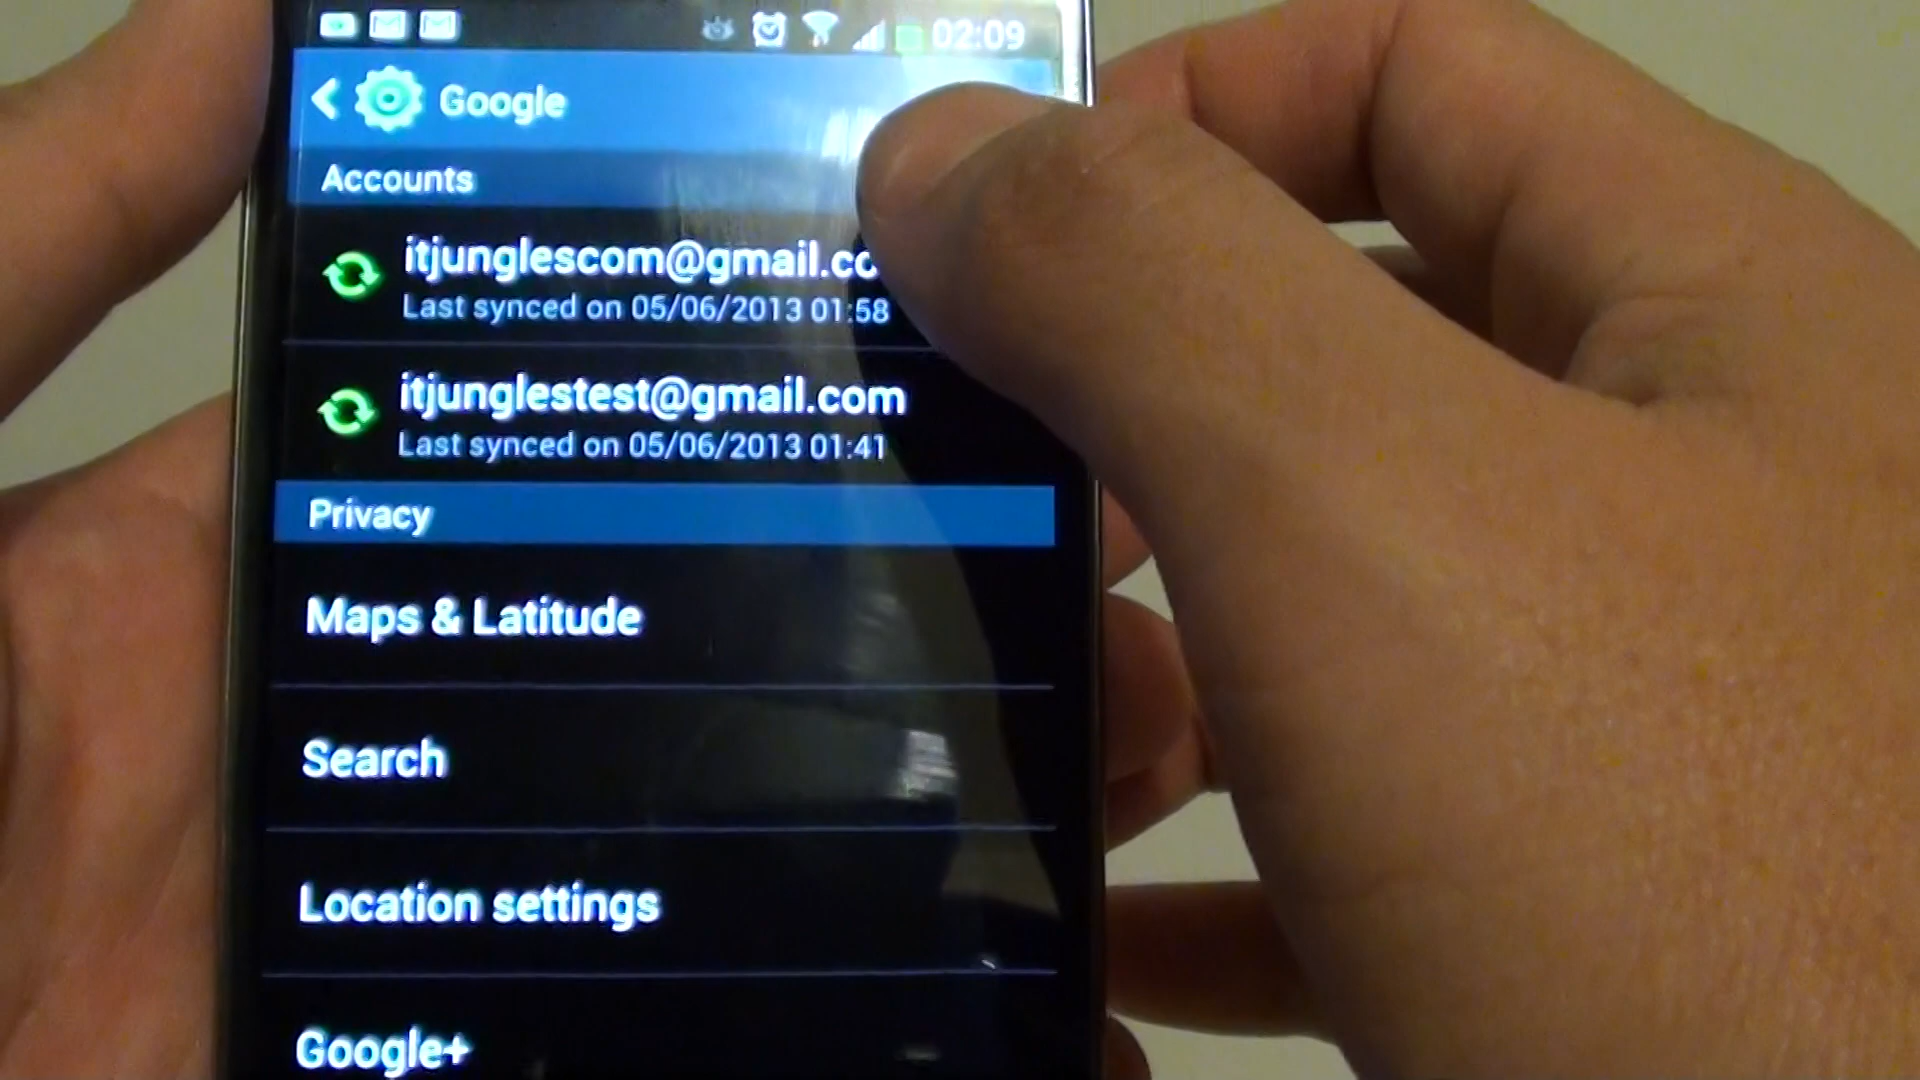 02:09
Google
Accounts
itjunglescom@gmail.co
Last synced on 05/06/2013 01:58
itjunglestest@gmail.com
Last synced on 05/06/2013 01:41
Privacy
Maps & Latitude
Search
Location settings
Google+